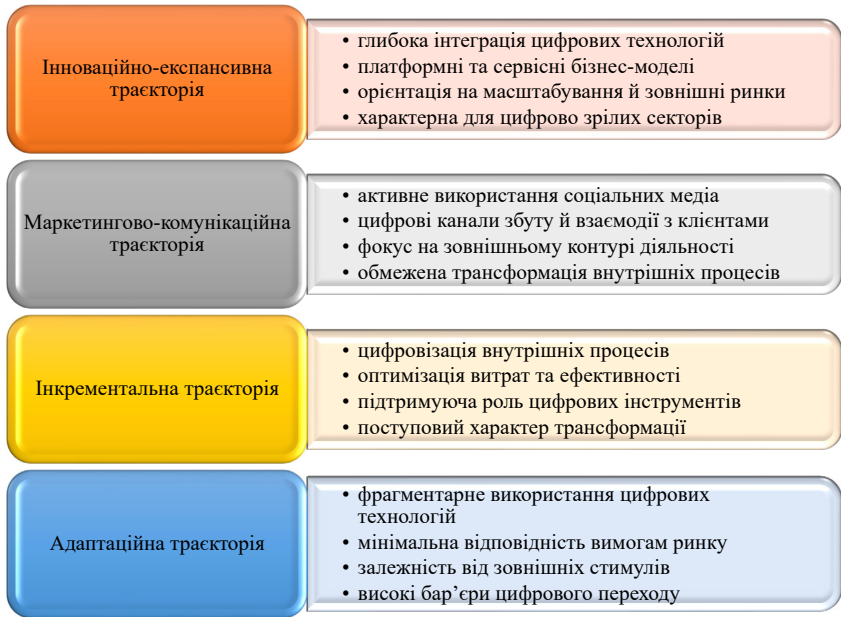 Інноваційно-експансивна
траєкторія
• глибока інтеграція цифрових технологій
• платформні та сервісні бізнес-моделі
• орієнтація на масштабування й зовнішні ринки
• характерна для цифрово зрілих секторів
Маркетингово-комунікаційна
траєкторія
• активне використання соціальних медіа
• цифрові канали збуту й взаємодії з клієнтами
• фокус на зовнішньому контурі діяльності
• обмежена трансформація внутрішніх процесів
Інкрементальна траєкторія
• цифровізація внутрішніх процесів
• оптимізація витрат та ефективності
• підтримуюча роль цифрових інструментів
• поступовий характер трансформації
Адаптаційна траєкторія
• фрагментарне використання цифрових
технологій
• мінімальна відповідність вимогам ринку
• залежність від зовнішніх стимулів
• високі бар’єри цифрового переходу